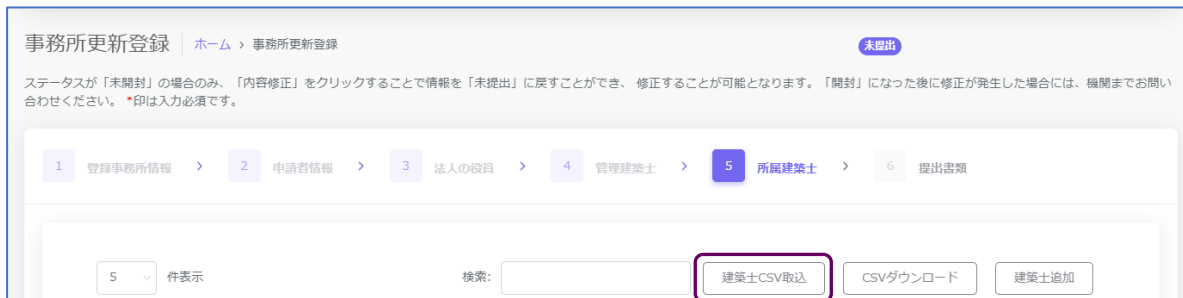 事務所更新登録 ホーム > 事務所更新登録 未提出
ステータスが「未開封」の場合のみ、「内容修正」をクリックすることで情報を「未提出」に戻すことができ、 修正することが可能となります。「開封」になった後に修正が発生した場合には、機関までお問い
合わせください。 *印は入力必須です。
1 登録事務所情報 > 2 申請者情報 > 3 法人の役員 > 4 管理建築士 > 5 所属建築士 > 6 提出書類
5 件表示 検索: 建築士CSV取込 CSVダウンロード 建築士追加